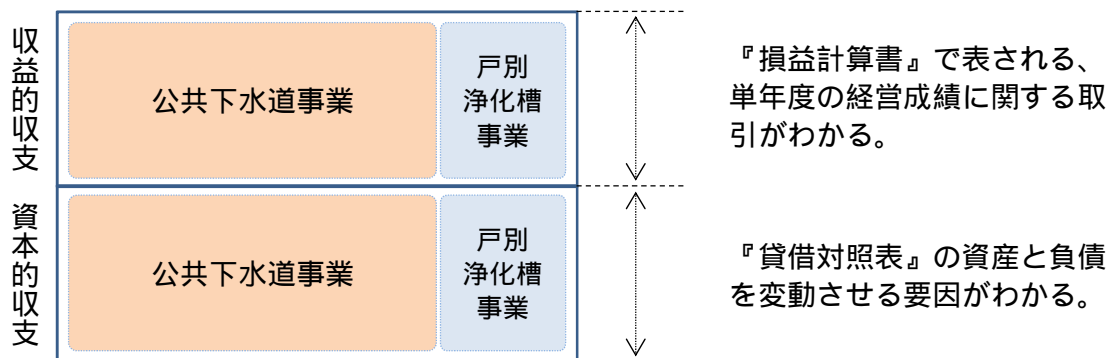 収益的収支
公共下水道事業
戸別
浄化槽
事業
『損益計算書』で表される、
単年度の経営成績に関する取
引がわかる。
資本的収支
公共下水道事業
戸別
浄化槽
事業
『貸借対照表』の資産と負債
を変動させる要因がわかる。